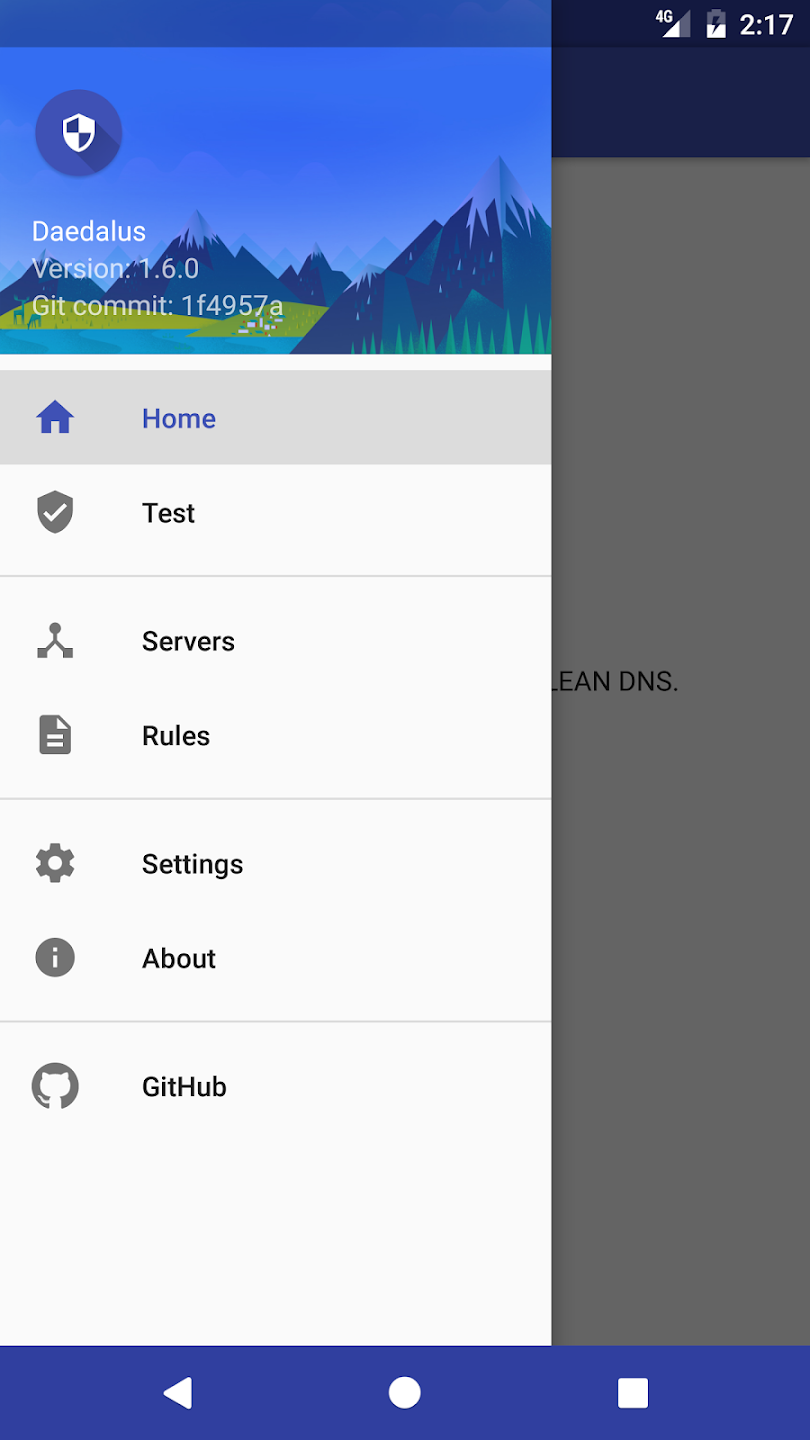 4G 2:17
Daedalus
Version: 1.6.0
Git commit: 1f4957a
Home
Test
Servers
LEAN DNS.
Rules
Settings
About
GitHub